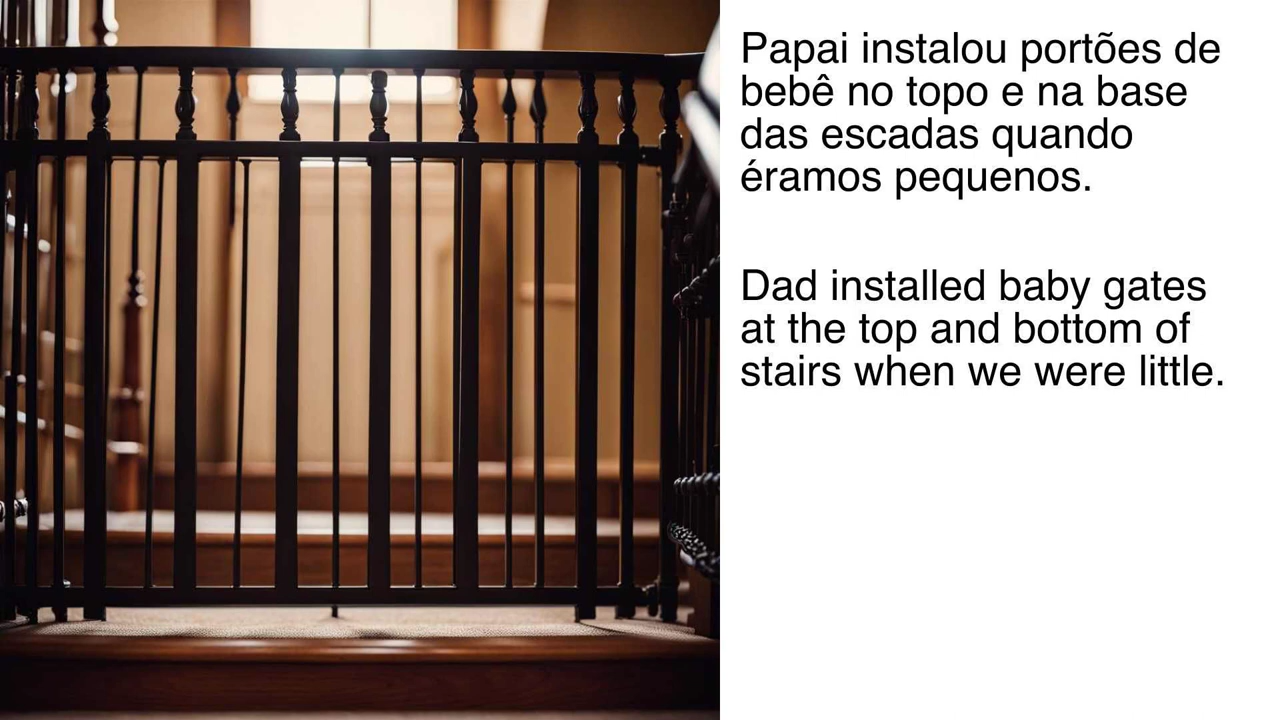 Papai instalou portões de
bebê no topo e na base
das escadas quando
éramos pequenos.
Dad installed baby gates
at the top and bottom of
stairs when we were little.